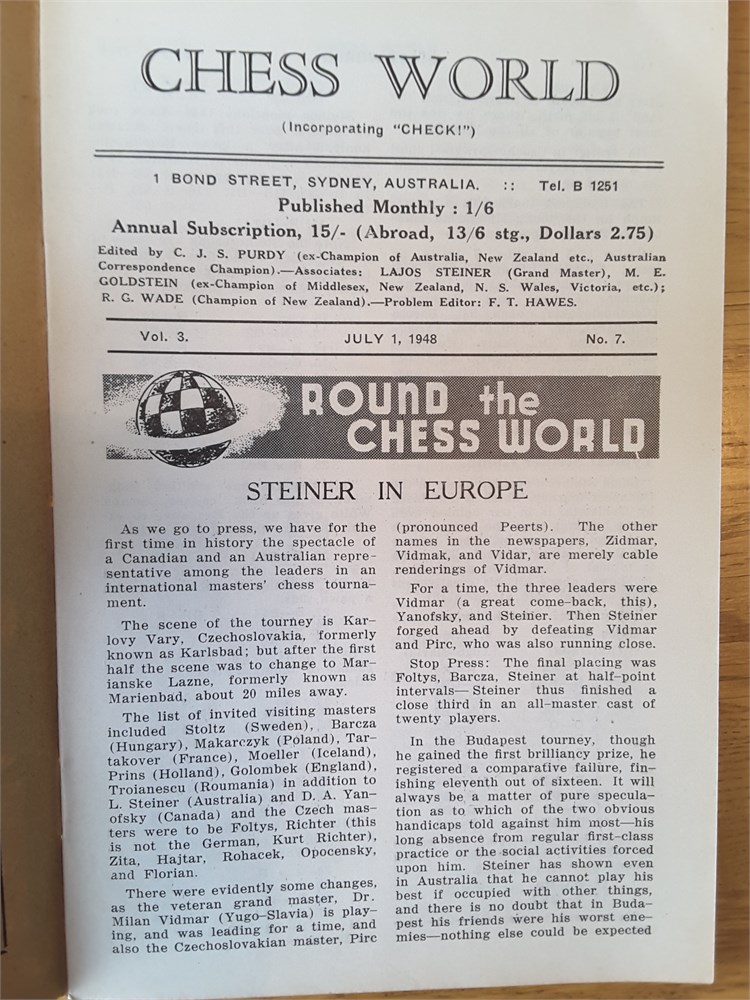 CHESS WORLD
(Incorporating "CHECK!")
1 BOND STREET, SYDNEY, AUSTRALIA. :: Tel. B 1251
Published Monthly : 1/6
Annual Subscription, 15/- (Abroad, 13/6 stg., Dollars 2.75)
Edited by C. J. S. PURDY (ex-Champion of Australia, New Zealand etc., Australian
Correspondence Champion).—Associates: LAJOS STEINER (Grand Master), M. E.
GOLDSTEIN (ex-Champion of Middlesex, New Zealand, N. S. Wales, Victoria, etc.);
R. G. WADE (Champion of New Zealand).—Problem Editor: F. T. HAWES.
Vol. 3. JULY 1, 1948 No. 7.
ROUND the
CHESS WORLD
STEINER IN EUROPE
As we go to press, we have for the
first time in history the spectacle of
a Canadian and an Australian repre-
sentative among the leaders in an
international masters' chess tourna-
ment.
The scene of the tourney is Kar-
lovy Vary, Czechoslovakia, formerly
known as Karlsbad; but after the first
half the scene was to change to Mar-
ianske Lazne, formerly known as
Marienbad, about 20 miles away.
The list of invited visiting masters
included Stoltz (Sweden), Barcza
(Hungary), Makarczyk (Poland), Tar-
takover (France), Moeller (Iceland),
Prins (Holland), Golombek (England),
Troianescu (Roumania) in addition to
L. Steiner (Australia) and D. A. Yan-
ofsky (Canada) and the Czech mas-
ters were to be Foltys, Richter (this
is not the German, Kurt Richter),
Zita, Hajtar, Rohacek, Opocensky,
and Florian.
There were evidently some changes,
as the veteran grand master, Dr.
Milan Vidmar (Yugo-Slavia) is play-
ing, and was leading for a time, and
also the Czechoslovakian master, Pirc
(pronounced Peerts). The other
names in the newspapers, Zidmar,
Vidmak, and Vidar, are merely cable
renderings of Vidmar.
For a time, the three leaders were
Vidmar (a great come-back, this),
Yanofsky, and Steiner. Then Steiner
forged ahead by defeating Vidmar
and Pirc, who was also running close.
Stop Press: The final placing was
Foltys, Barcza, Steiner at half-point
intervals—Steiner thus finished a
close third in an all-master cast of
twenty players.
In the Budapest tourney, though
he gained the first brilliancy prize, he
registered a comparative failure, fin-
ishing eleventh out of sixteen. It will
always be a matter of pure specula-
tion as to which of the two obvious
handicaps told against him most—his
long absence from regular first-class
practice or the social activities forced
upon him. Steiner has shown even
in Australia that he cannot play his
best if occupied with other things,
and there is no doubt that in Buda-
pest his friends were his worst ene-
mies—nothing else could be expected